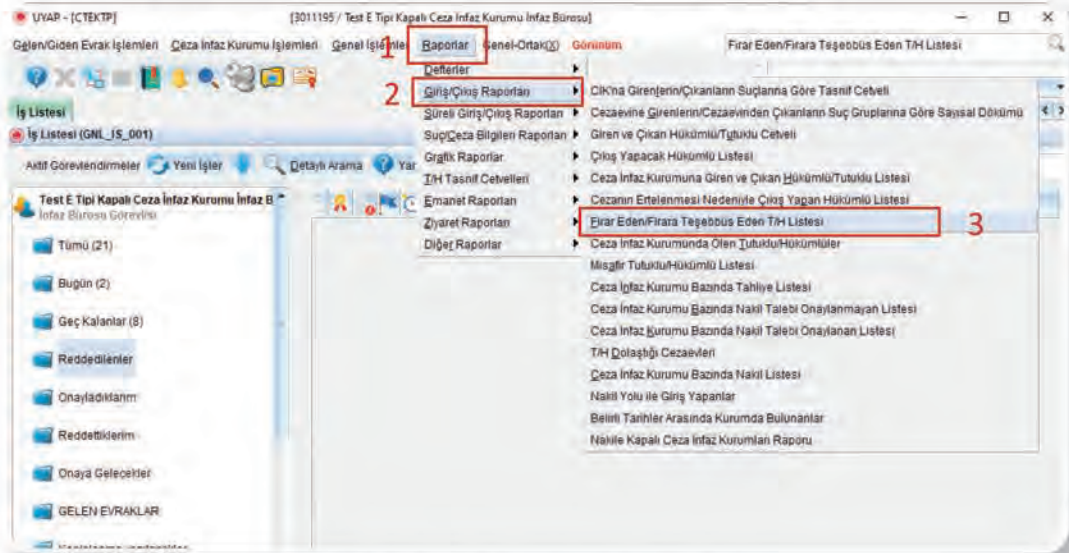 UYAP - [CTEKTP] [3011195 / Test E Tipi Kapalı Ceza İnfaz Kurumu İnfaz Bürosu]
Gelen/Giden Evrak İşlemleri Ceza İnfaz Kurumu İşlemleri Genel İşlemler Raporlar Genel-Ortak(X) Görünüm Firar Eden/Firara Teşebbüs Eden T/H Listesi
1
Defterler
2 Giriş/Çıkış Raporları
Süreli Giriş/Çıkış Raporları
Suç/Ceza Bilgileri Raporları
Grafik Raporlar
T/H Tasnif Cetvelleri
Emanet Raporları
Ziyaret Raporları
Diğer Raporlar
CİK'na Girenlerin/Çıkanların Suçlarına Göre Tasnif Cetveli
Cezaevine Girenlerin/Cezaevinden Çıkanların Suç Gruplarına Göre Sayısal Dökümü
Giren ve Çıkan Hükümlü/Tutuklu Cetveli
Çıkış Yapacak Hükümlü Listesi
Ceza İnfaz Kurumuna Giren ve Çıkan Hükümlü/Tutuklu Listesi
Cezanın Ertelenmesi Nedeniyle Çıkış Yapan Hükümlü Listesi
Firar Eden/Firara Teşebbüs Eden T/H Listesi 3
Ceza İnfaz Kurumunda Ölen Tutuklu/Hükümlüler
Misafir Tutuklu/Hükümlü Listesi
Ceza İnfaz Kurumu Bazında Tahliye Listesi
Ceza İnfaz Kurumu Bazında Nakil Talebi Onaylanmayan Listesi
Ceza İnfaz Kurumu Bazında Nakil Talebi Onaylanan Listesi
T/H Dolaştığı Cezaevleri
Ceza İnfaz Kurumu Bazında Nakil Listesi
Nakil Yolu ile Giriş Yapanlar
Belirli Tarihler Arasında Kurumda Bulunanlar
Nakile Kapalı Ceza İnfaz Kurumları Raporu
İş Listesi
İş Listesi (GNL_IS_001)
Aktif Görevlendirmeler Yeni İşler Detaylı Arama Yar
Test E Tipi Kapalı Ceza İnfaz Kurumu İnfaz B
İnfaz Bürosu Görevlisi
Tümü (21)
Bugün (2)
Geç Kalanlar (8)
Reddedilenler
Onayladıklarım
Reddettiklerim
Onaya Gelecekler
GELEN EVRAKLAR